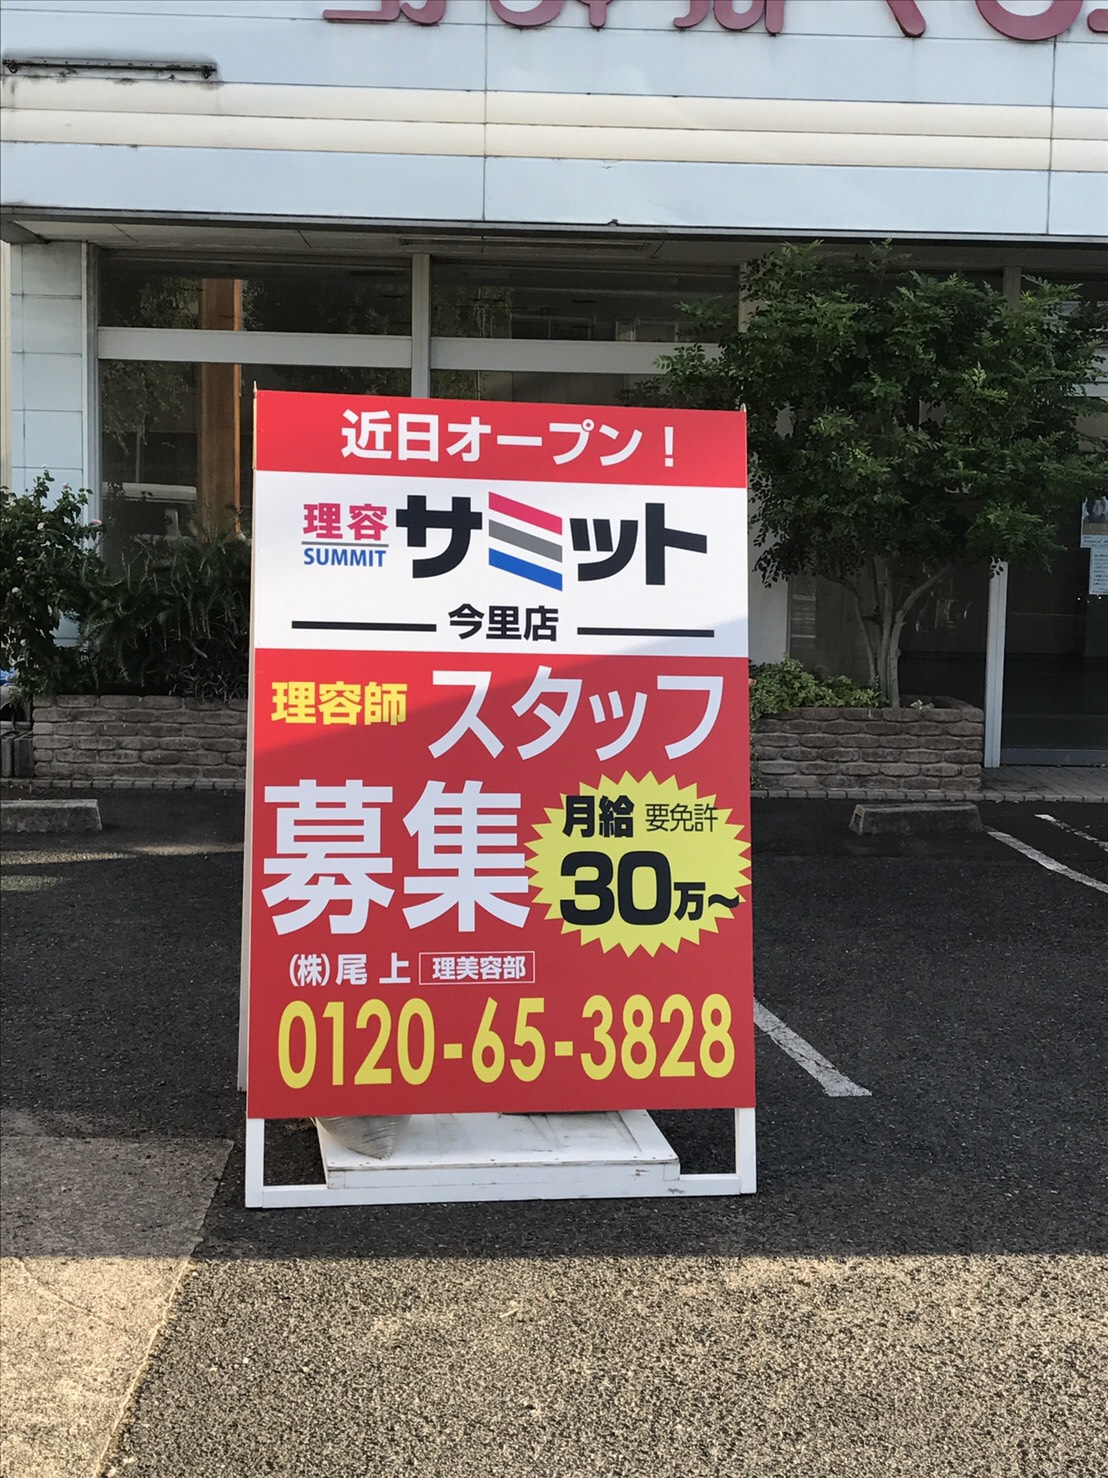 近日オープン！
理容 サミット
SUMMIT
今里店
理容師 スタッフ
募集
月給 要免許
30万～
(株)尾上 理美容部
0120-65-3828